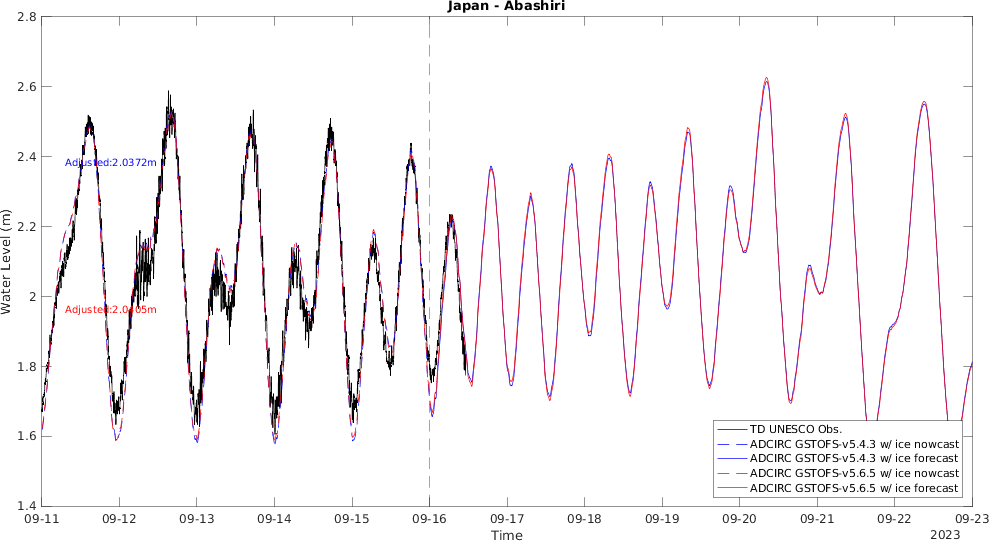 Japan - Abashiri
2.8
2.6
2.4
2.2
2
1.8
1.6
1.4
Water Level (m)
Adjusted:2.0372m
Adjusted:2.0405m
TD UNESCO Obs.
ADCIRC GSTOFS-v5.4.3 w/ ice nowcast
ADCIRC GSTOFS-v5.4.3 w/ ice forecast
ADCIRC GSTOFS-v5.6.5 w/ ice nowcast
ADCIRC GSTOFS-v5.6.5 w/ ice forecast
09-11 09-12 09-13 09-14 09-15 09-16 09-17 09-18 09-19 09-20 09-21 09-22 09-23
Time
2023